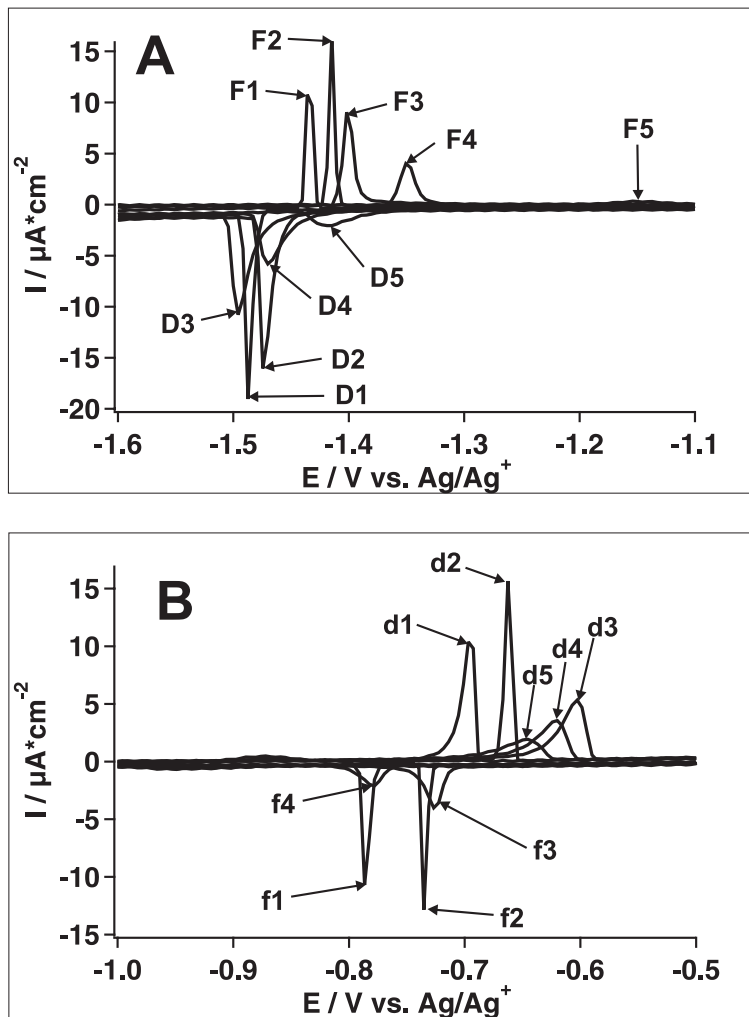 A
15
10
5
0
-5
-10
-15
-20
I / µA*cm-2
F1
F2
F3
F4
F5
D3
D1
D2
D4
D5
-1.6
-1.5
-1.4
-1.3
-1.2
-1.1
E / V vs. Ag/Ag+
B
15
10
5
0
-5
-10
-15
I / µA*cm-2
d1
d2
d5
d4
d3
f4
f1
f3
f2
-1.0
-0.9
-0.8
-0.7
-0.6
-0.5
E / V vs. Ag/Ag+